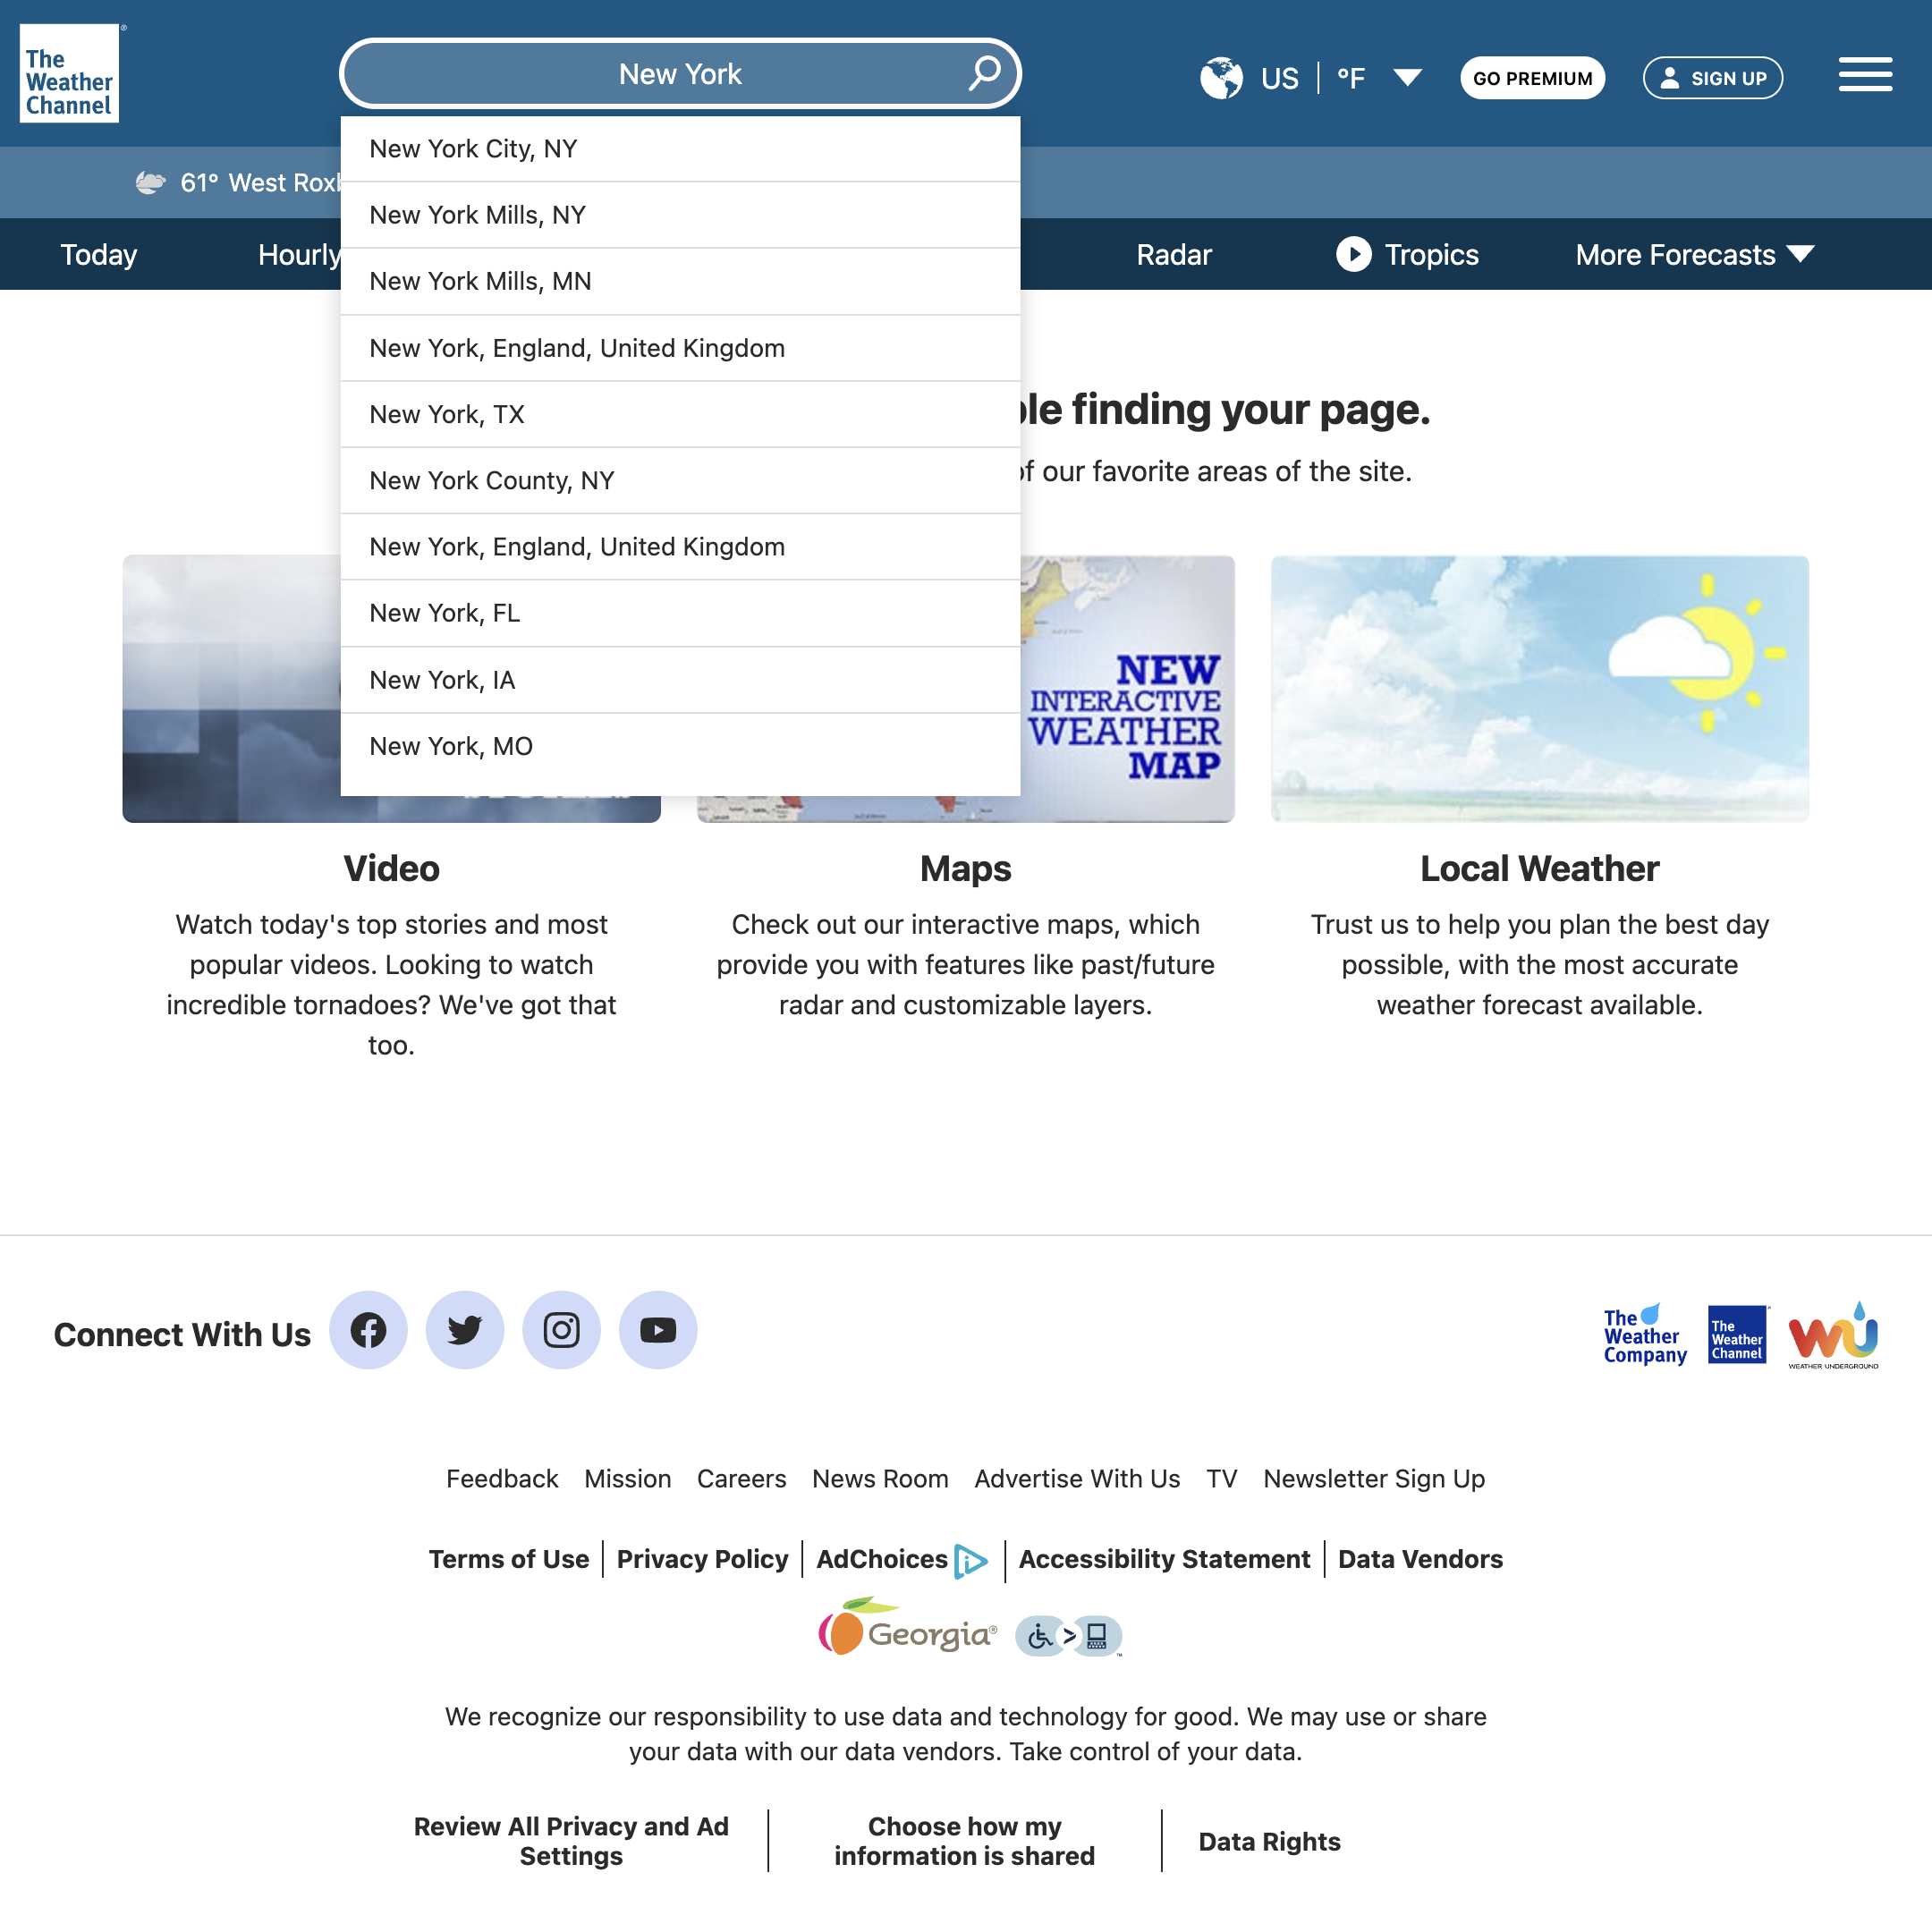 The
Weather
Channel
New York
US
°F
GO PREMIUM
SIGN UP
61° West Roxb
Today
Hourly
Radar
Tropics
More Forecasts
New York City, NY
New York Mills, NY
New York Mills, MN
New York, England, United Kingdom
New York, TX
New York County, NY
New York, England, United Kingdom
New York, FL
New York, IA
New York, MO
finding your page.
of our favorite areas of the site.
NEW
INTERACTIVE
WEATHER
MAP
Video
Watch today's top stories and most
popular videos. Looking to watch
incredible tornadoes? We've got that
too.
Maps
Check out our interactive maps, which
provide you with features like past/future
radar and customizable layers.
Local Weather
Trust us to help you plan the best day
possible, with the most accurate
weather forecast available.
Connect With Us
The
Weather
Company
The
Weather
Channel
WU
WEATHER UNDERGROUND
Feedback Mission Careers News Room Advertise With Us TV Newsletter Sign Up
Terms of Use Privacy Policy AdChoices Accessibility Statement Data Vendors
Georgia®
We recognize our responsibility to use data and technology for good. We may use or share
your data with our data vendors. Take control of your data.
Review All Privacy and Ad
Settings
Choose how my
information is shared
Data Rights